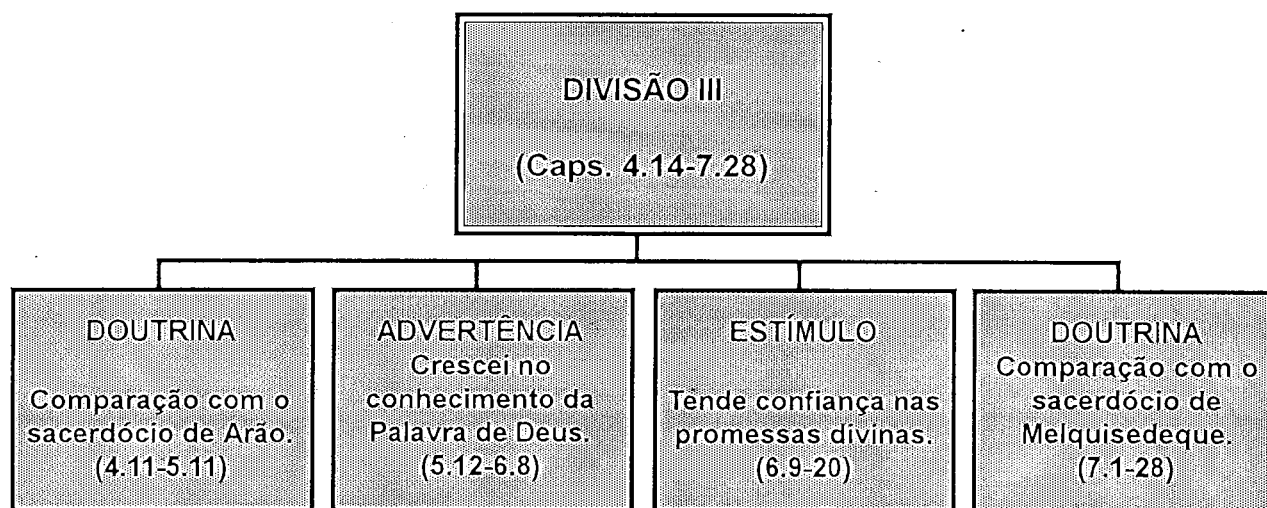 DIVISÃO III
(Caps. 4.14-7.28)
DOUTRINA
Comparação com o
sacerdócio de Arão.
(4.11-5.11)
ADVERTÊNCIA
Crescei no
conhecimento da
Palavra de Deus.
(5.12-6.8)
ESTÍMULO
Tende confiança nas
promessas divinas.
(6.9-20)
DOUTRINA
Comparação com o
sacerdócio de
Melquisedeque.
(7.1-28)